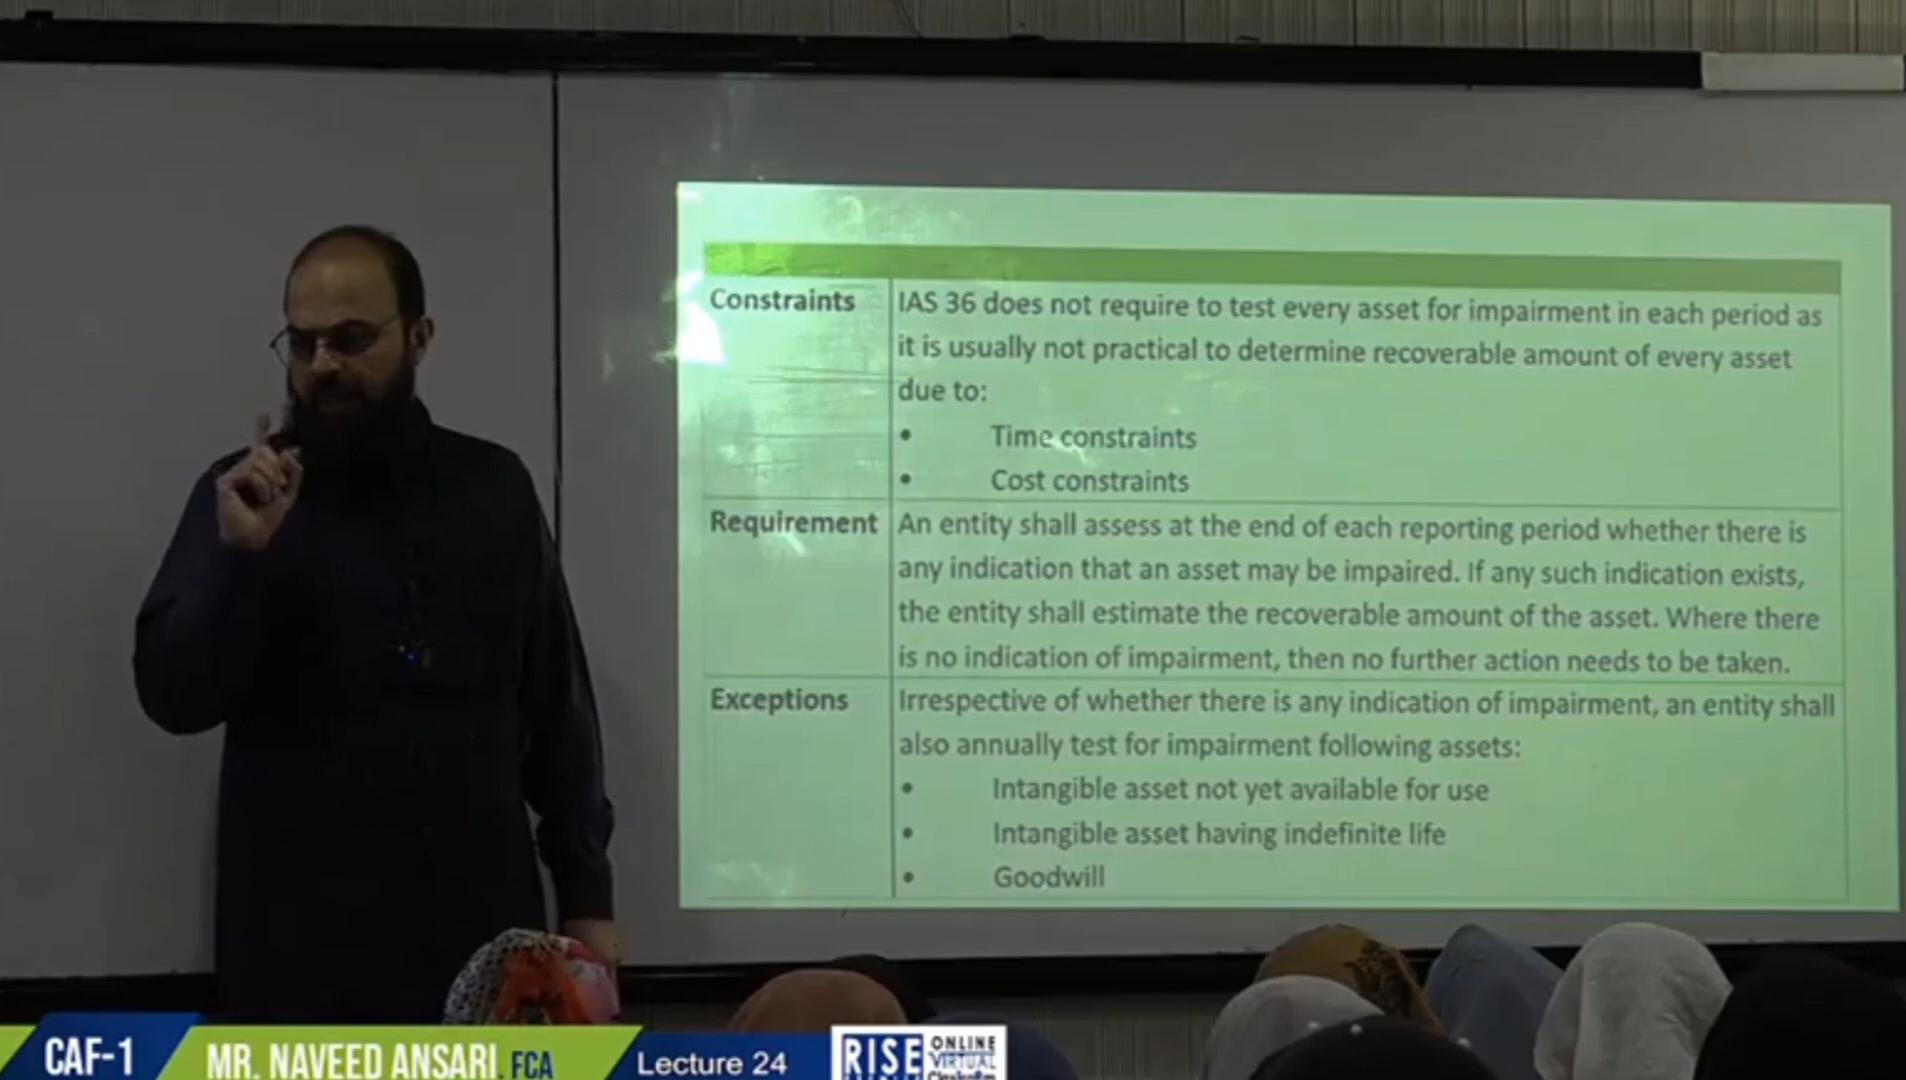 Constraints
IAS 36 does not require to test every asset for impairment in each period as
it is usually not practical to determine recoverable amount of every asset
due to:
• Time constraints
• Cost constraints
Requirement
An entity shall assess at the end of each reporting period whether there is
any indication that an asset may be impaired. If any such indication exists,
the entity shall estimate the recoverable amount of the asset. Where there
is no indication of impairment, then no further action needs to be taken.
Exceptions
Irrespective of whether there is any indication of impairment, an entity shall
also annually test for impairment following assets:
• Intangible asset not yet available for use
• Intangible asset having indefinite life
• Goodwill
CAF-1
MR. NAVEED ANSARI, FCA
Lecture 24
RISE
ONLINE
VIRTUAL